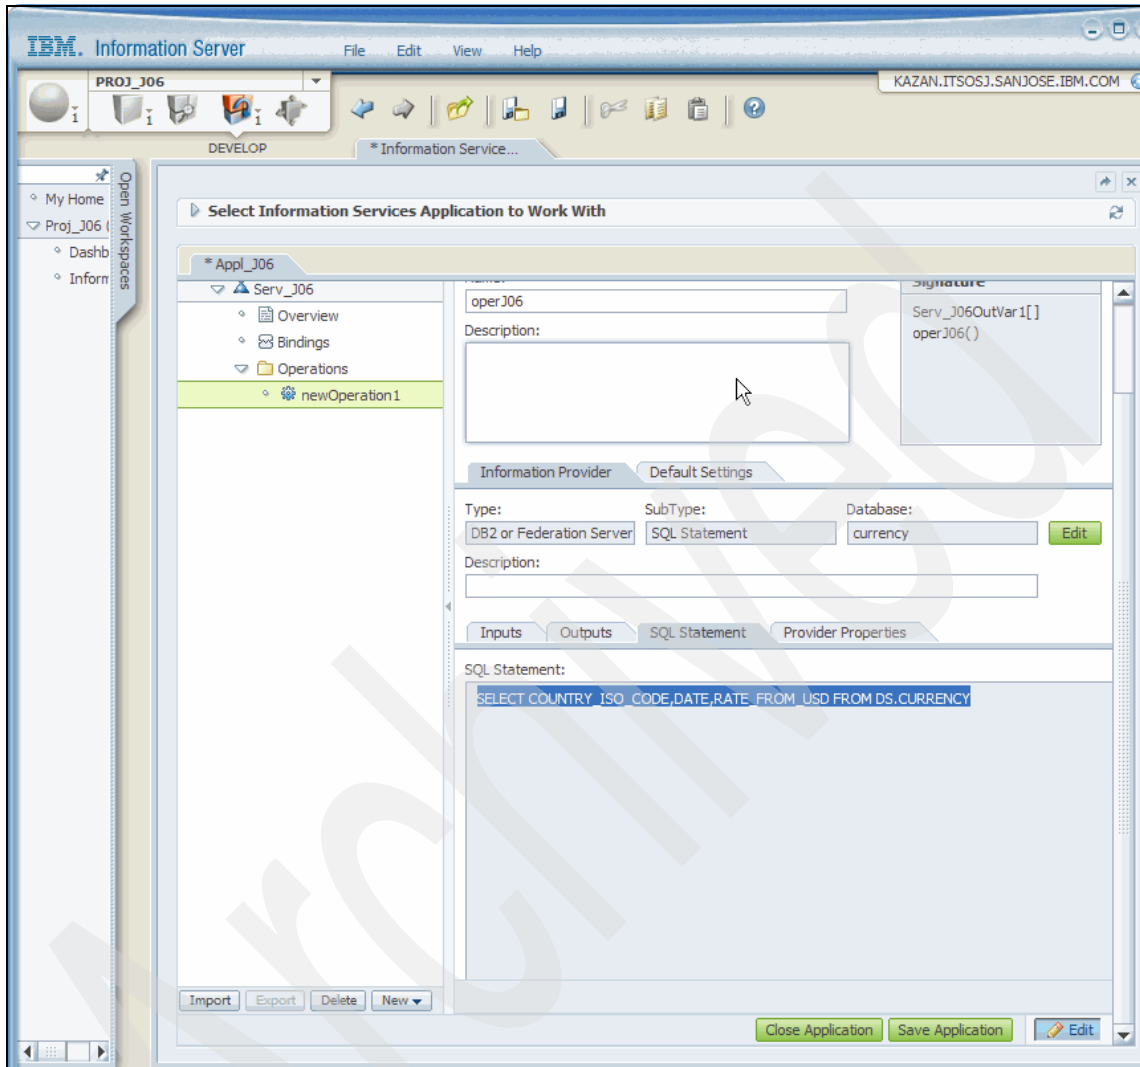 IBM. Information Server
File Edit View Help
PROJ_J06
KAZAN.ITSOSJ.SANJOSE.IBM.COM
DEVELOP
* Information Service...
Open Workspaces
My Home
Proj_J06 (
Dashb
Inform
Select Information Services Application to Work With
* Appl_J06
Serv_J06
Overview
Bindings
Operations
newOperation1
Name:
operJ06
Description:
Signature
Serv_J06OutVar1[]
operJ06()
Information Provider
Default Settings
Type:
SubType:
Database:
DB2 or Federation Server
SQL Statement
currency
Edit
Description:
Inputs
Outputs
SQL Statement
Provider Properties
SQL Statement:
SELECT COUNTRY_ISO_CODE,DATE,RATE_FROM_USD FROM DS.CURRENCY
Import
Export
Delete
New
Close Application
Save Application
Edit
Archived